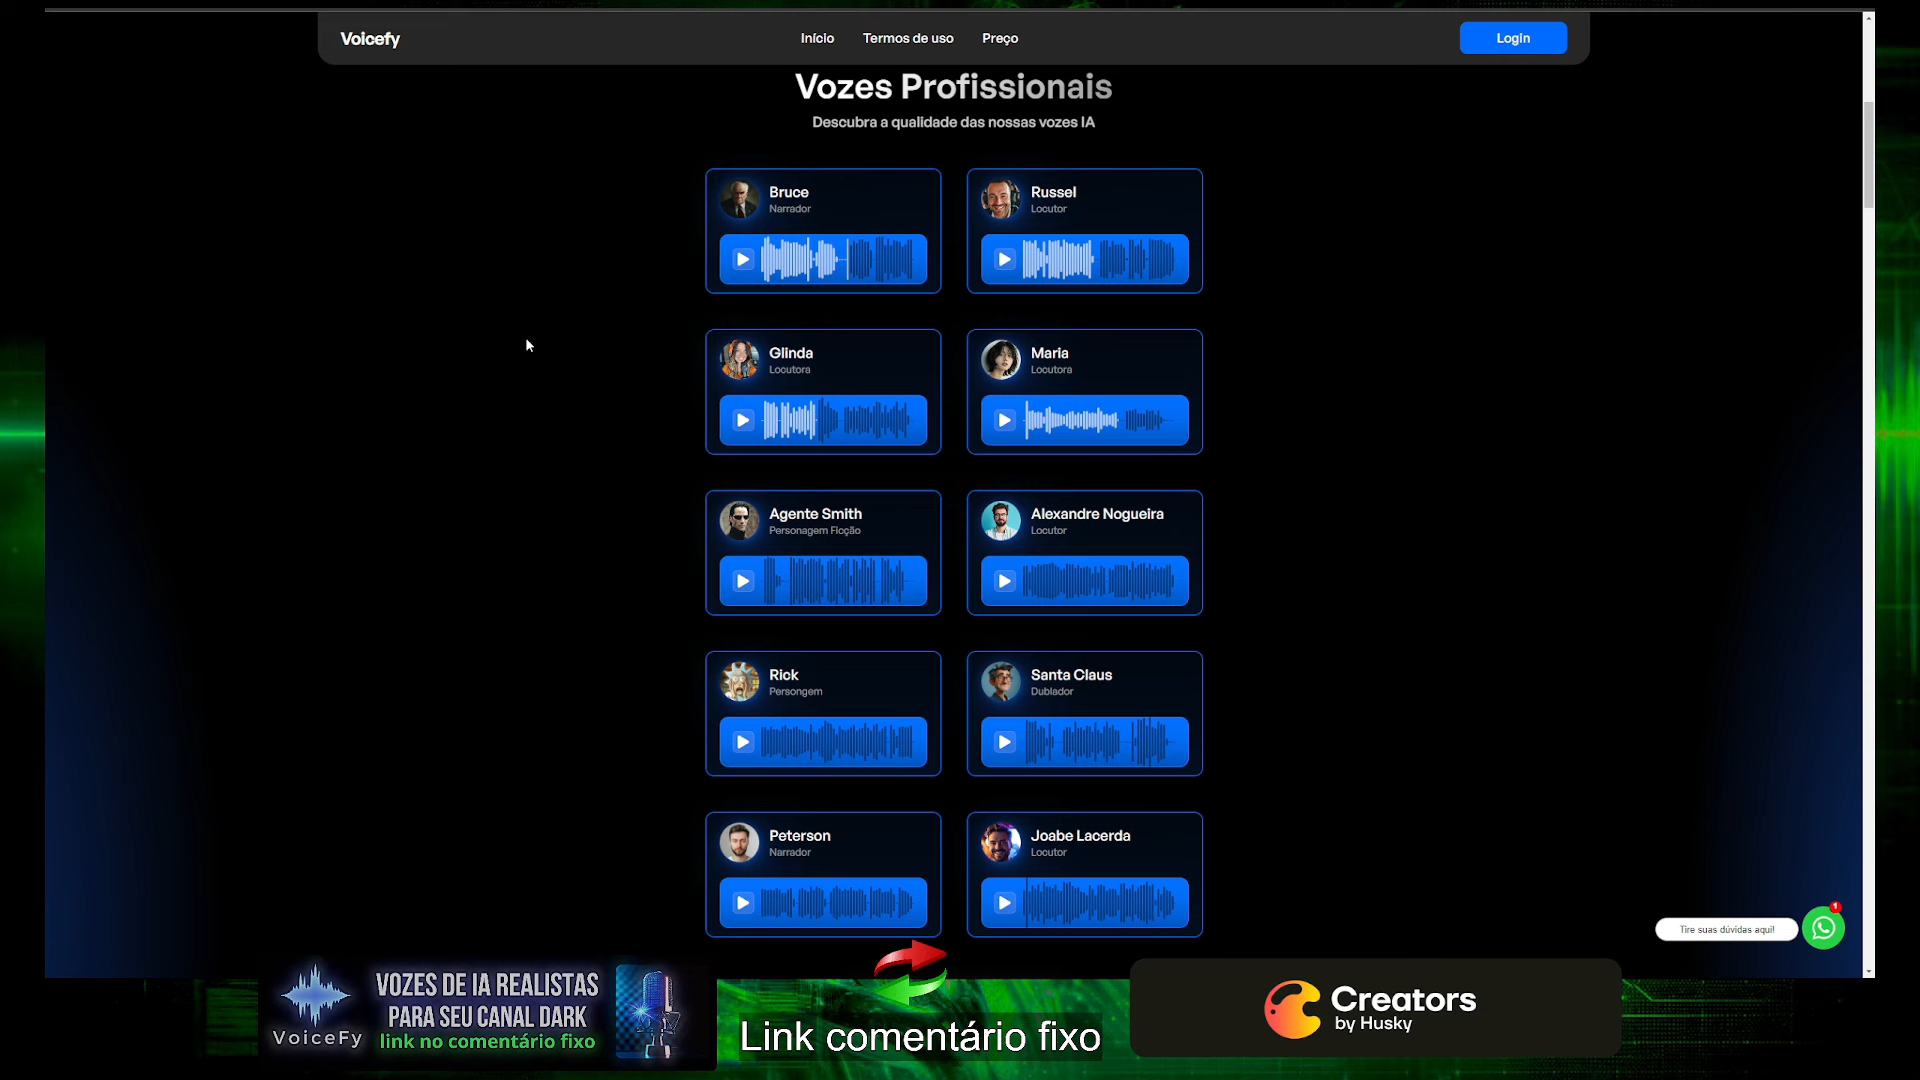 Voicefy
Início
Termos de uso
Preço
Login
Vozes Profissionais
Descubra a qualidade das nossas vozes IA
Bruce
Narrador
Russel
Locutor
Glinda
Locutora
Maria
Locutora
Agente Smith
Personagem Ficção
Alexandre Nogueira
Locutor
Rick
Persongem
Santa Claus
Dublador
Peterson
Narrador
Joabe Lacerda
Locutor
Tire suas dúvidas aqui!
1
VoiceFy
VOZES DE IA REALISTAS
PARA SEU CANAL DARK
link no comentário fixo
Link comentário fixo
Creators
by Husky